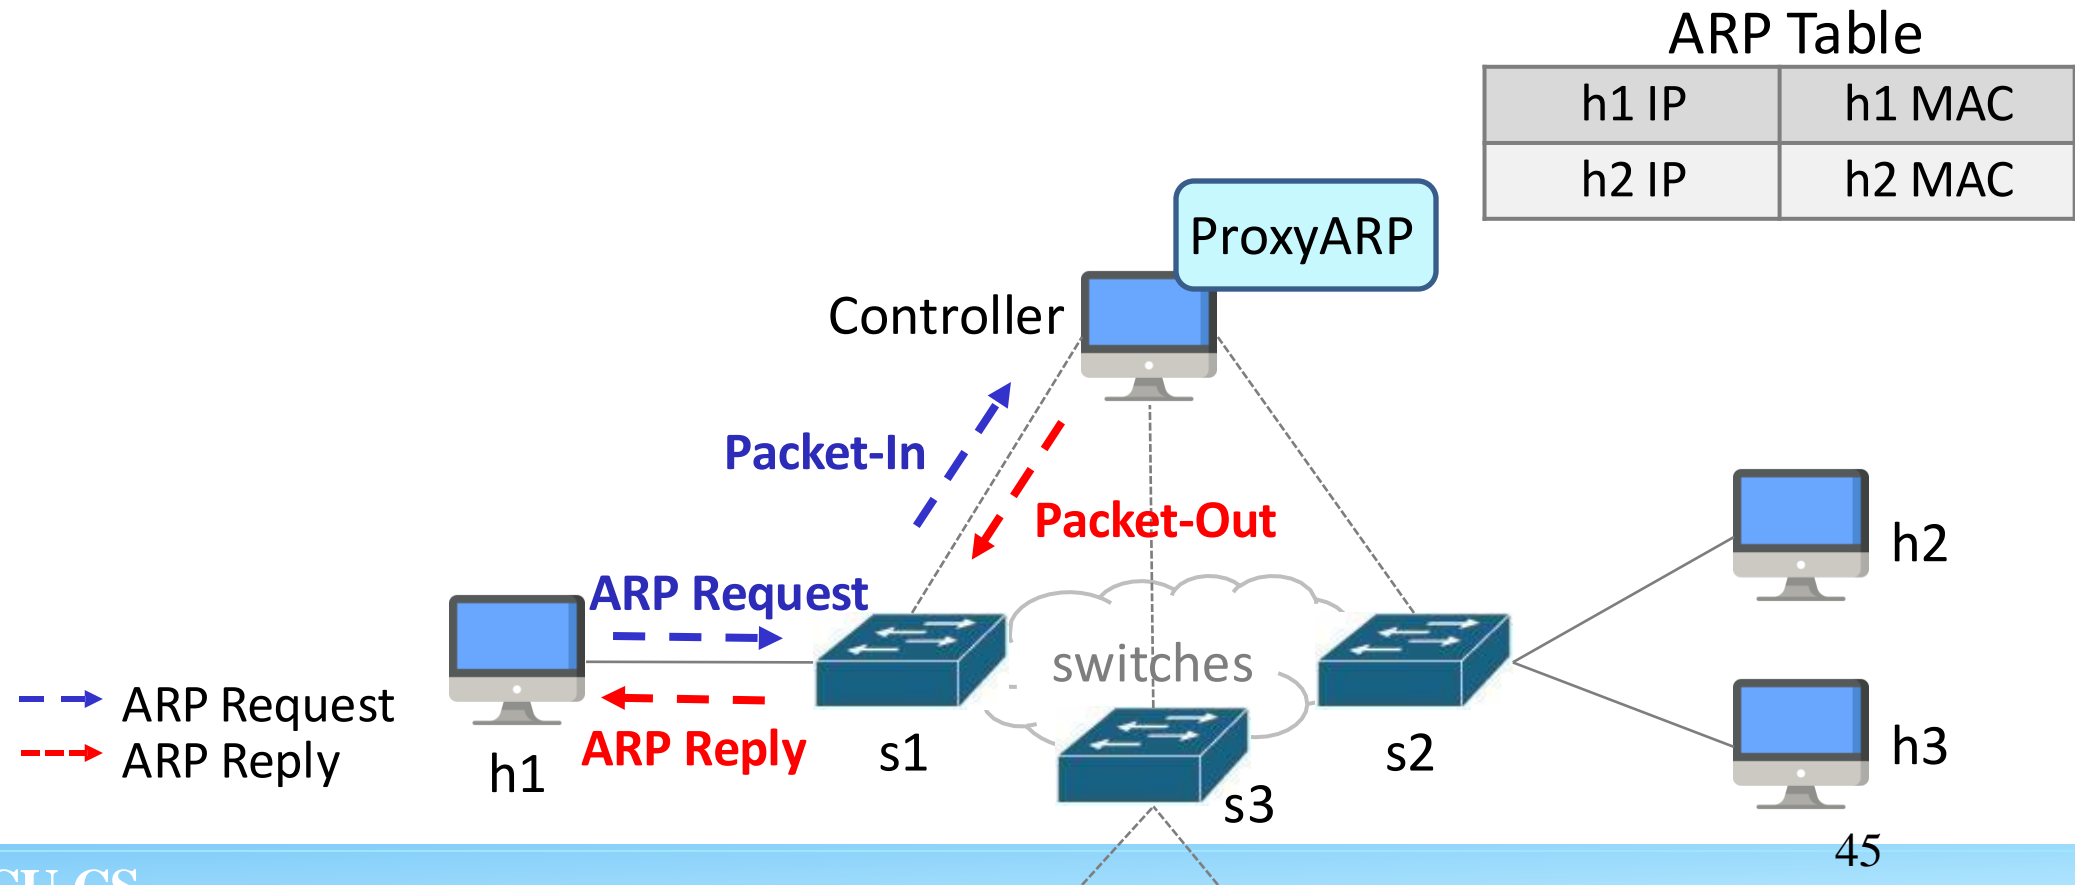 ARP Table
h1 IP h1 MAC
h2 IP h2 MAC
ProxyARP
Controller
Packet-In
Packet-Out
h2
ARP Request
switches
ARP Request
ARP Reply
h1
ARP Reply
s1
s2
h3
s3
45